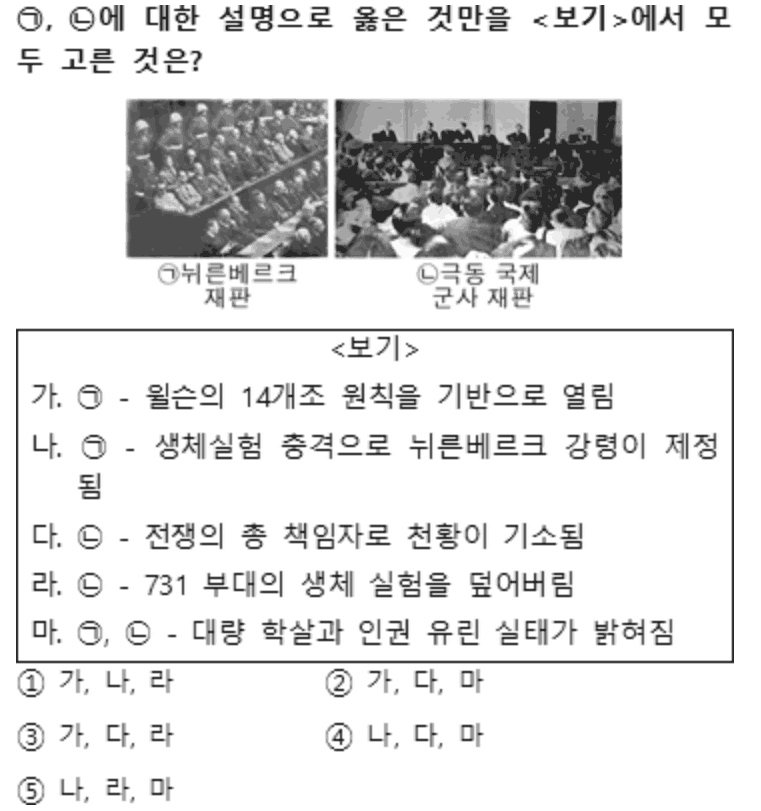 ㉠, ㉡에 대한 설명으로 옳은 것만을 <보기>에서 모
두 고른 것은?
㉠뉘른베르크
재판
㉡극동 국제
군사 재판
<보기>
가. ㉠ - 윌슨의 14개조 원칙을 기반으로 열림
나. ㉠ - 생체실험 충격으로 뉘른베르크 강령이 제정
됨
다. ㉡ - 전쟁의 총 책임자로 천황이 기소됨
라. ㉡ - 731 부대의 생체 실험을 덮어버림
마. ㉠, ㉡ - 대량 학살과 인권 유린 실태가 밝혀짐
① 가, 나, 라 ② 가, 다, 마
③ 가, 다, 라 ④ 나, 다, 마
⑤ 나, 라, 마